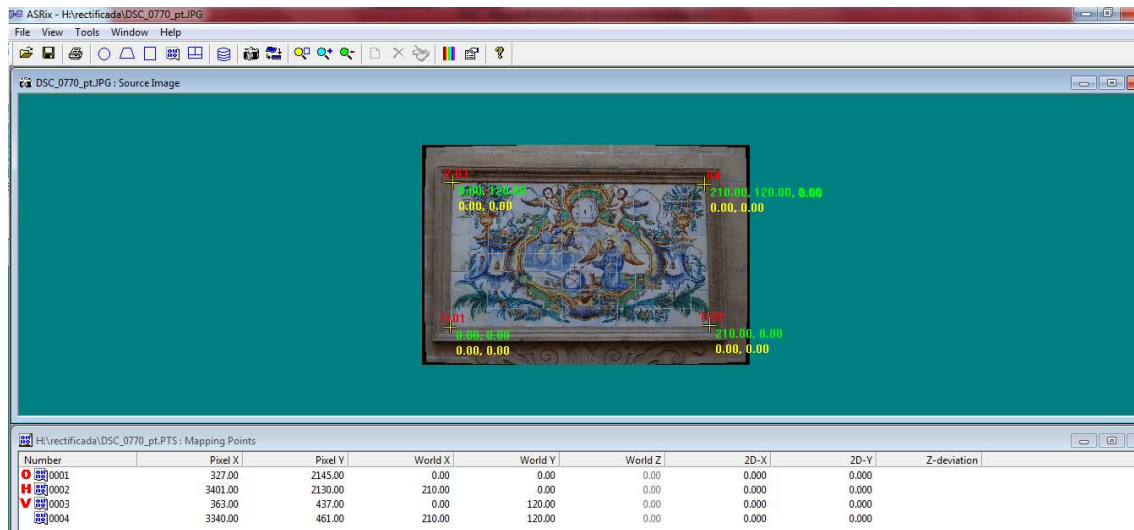 ASRix - H:\rectificada\DSC_0770_pt.JPG
File View Tools Window Help
DSC_0770_pt.JPG : Source Image
04
0.00, 120.00
210.00, 120.00, 0.00
0.00, 0.00
0.00, 0.00
0.00, 0.00
210.00, 0.00
0.00, 0.00
0.00, 0.00
H:\rectificada\DSC_0770_pt.PTS : Mapping Points
Number Pixel X Pixel Y World X World Y World Z 2D-X 2D-Y Z-deviation
O 0001 327.00 2145.00 0.00 0.00 0.00 0.000 0.000
H 0002 3401.00 2130.00 210.00 0.00 0.00 0.000 0.000
V 0003 363.00 437.00 0.00 120.00 0.00 0.000 0.000
0004 3340.00 461.00 210.00 120.00 0.00 0.000 0.000